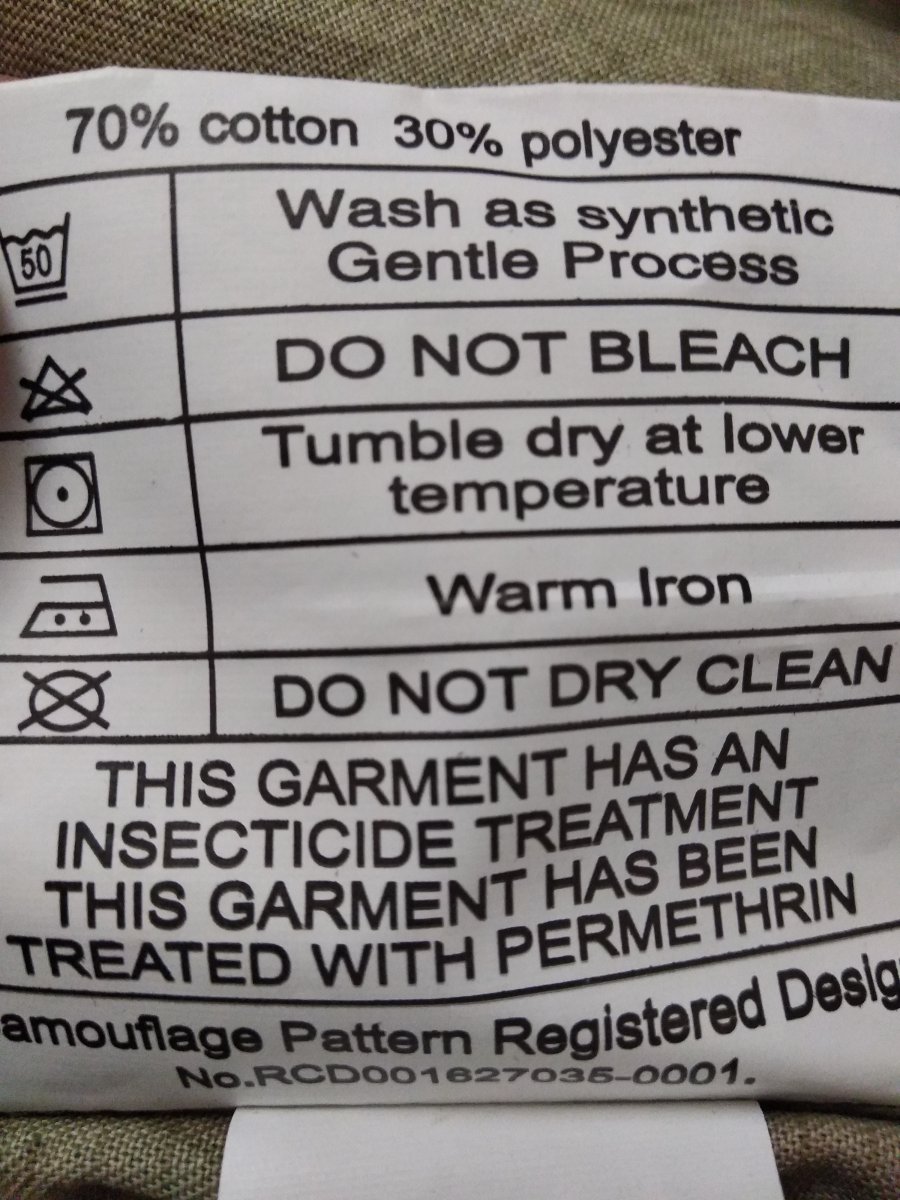 70% cotton 30% polyester
50
Wash as synthetic
Gentle Process
DO NOT BLEACH
Tumble dry at lower
temperature
Warm Iron
DO NOT DRY CLEAN
THIS GARMENT HAS AN
INSECTICIDE TREATMENT
THIS GARMENT HAS BEEN
TREATED WITH PERMETHRIN
amouflage Pattern Registered Desig
No.RCD001627035-0001.